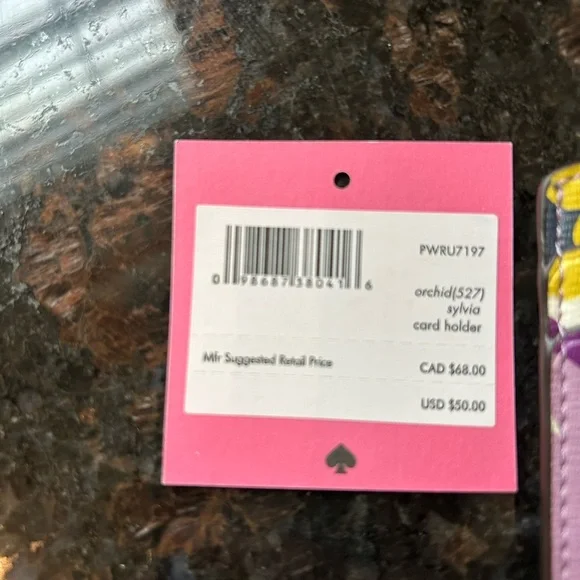 PWRU7197
0 98687 38041 6
orchid(527)
sylvia
card holder
Mfr Suggested Retail Price
CAD $68.00
USD $50.00